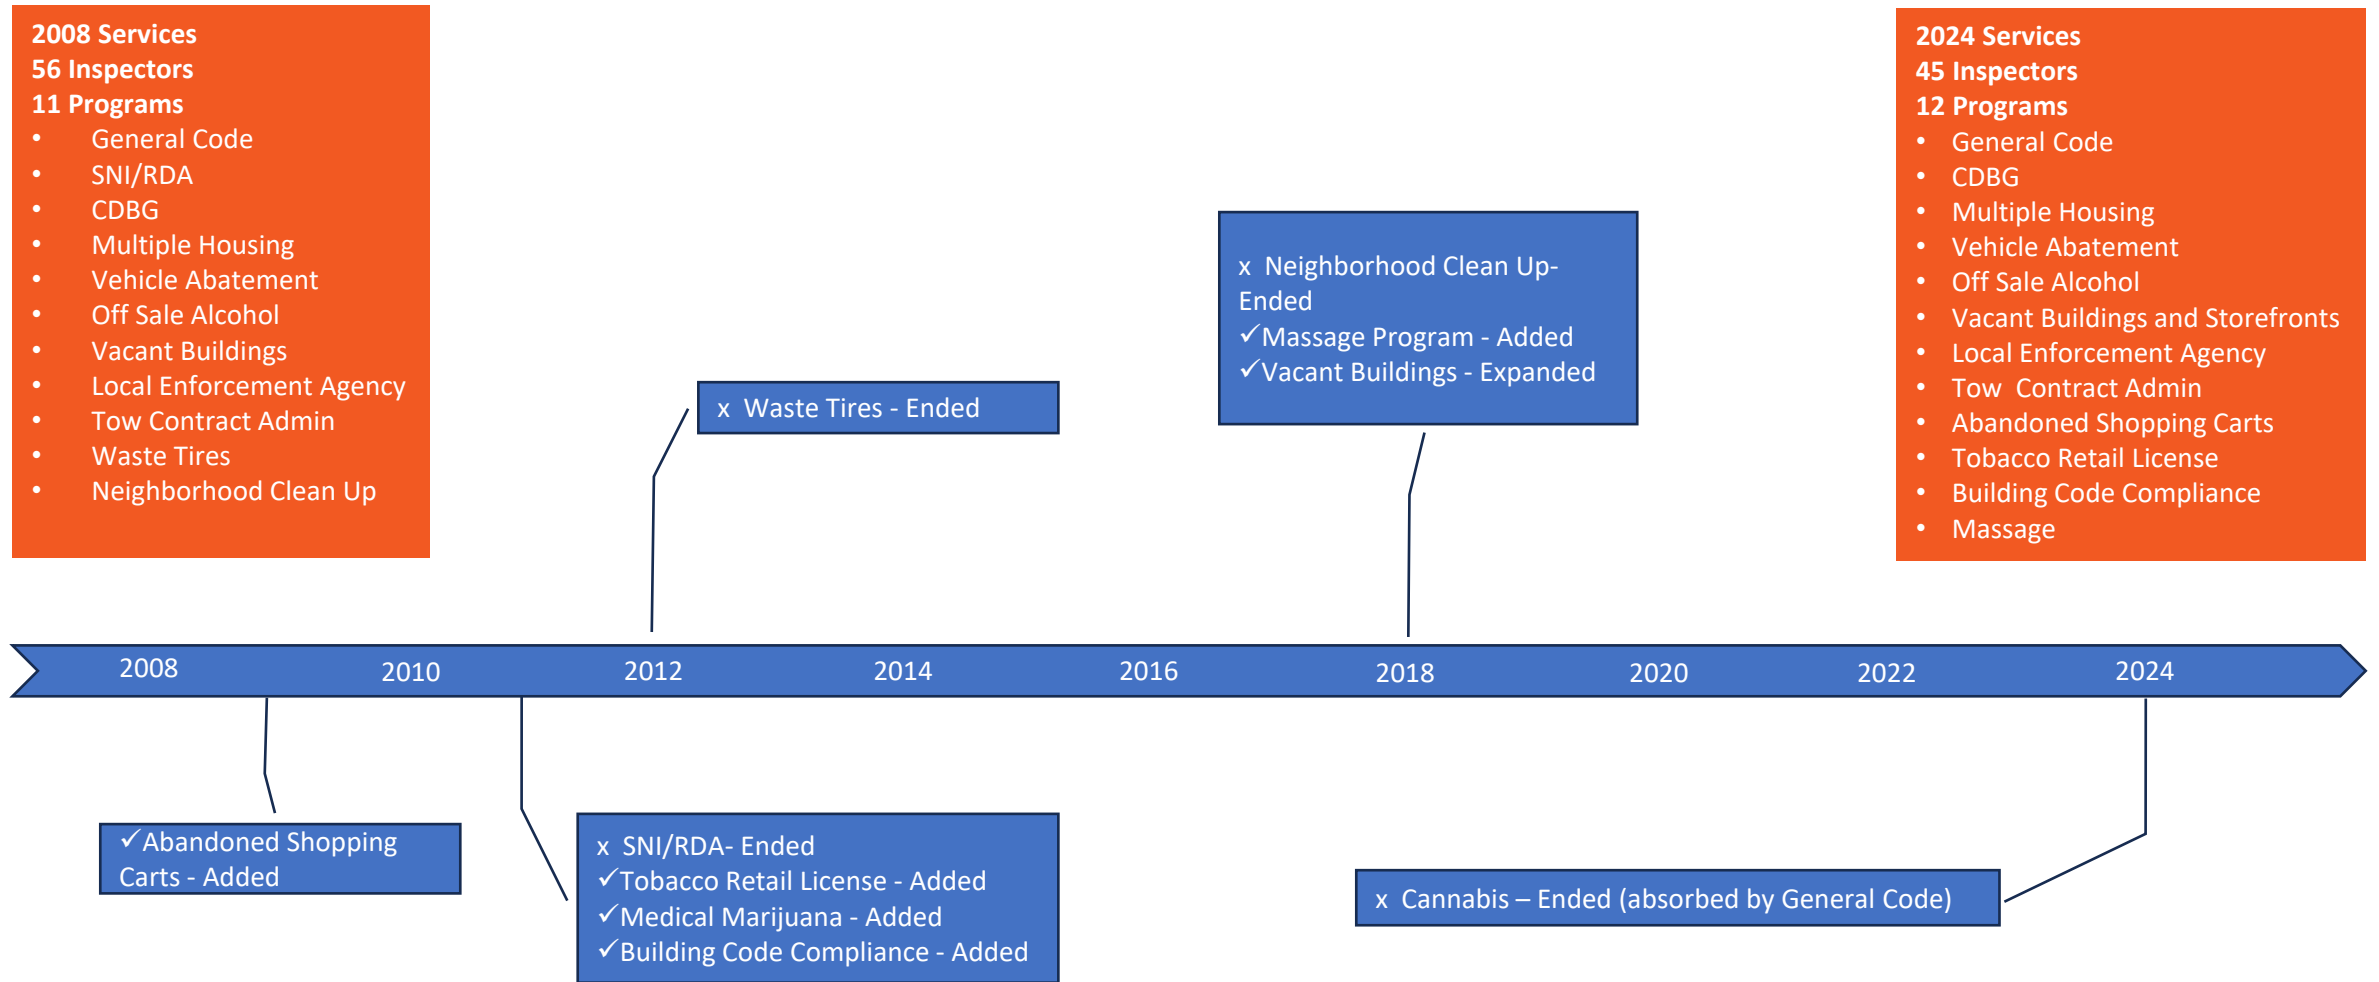 2008 Services
56 Inspectors
11 Programs
• General Code
• SNI/RDA
• CDBG
• Multiple Housing
• Vehicle Abatement
• Off Sale Alcohol
• Vacant Buildings
• Local Enforcement Agency
• Tow Contract Admin
• Waste Tires
• Neighborhood Clean Up
x Waste Tires - Ended
x Neighborhood Clean Up-
Ended
✓Massage Program - Added
✓Vacant Buildings - Expanded
2024 Services
45 Inspectors
12 Programs
• General Code
• CDBG
• Multiple Housing
• Vehicle Abatement
• Off Sale Alcohol
• Vacant Buildings and Storefronts
• Local Enforcement Agency
• Tow Contract Admin
• Abandoned Shopping Carts
• Tobacco Retail License
• Building Code Compliance
• Massage
2008 2010 2012 2014 2016 2018 2020 2022 2024
✓Abandoned Shopping
Carts - Added
x SNI/RDA- Ended
✓Tobacco Retail License - Added
✓Medical Marijuana - Added
✓Building Code Compliance - Added
x Cannabis – Ended (absorbed by General Code)